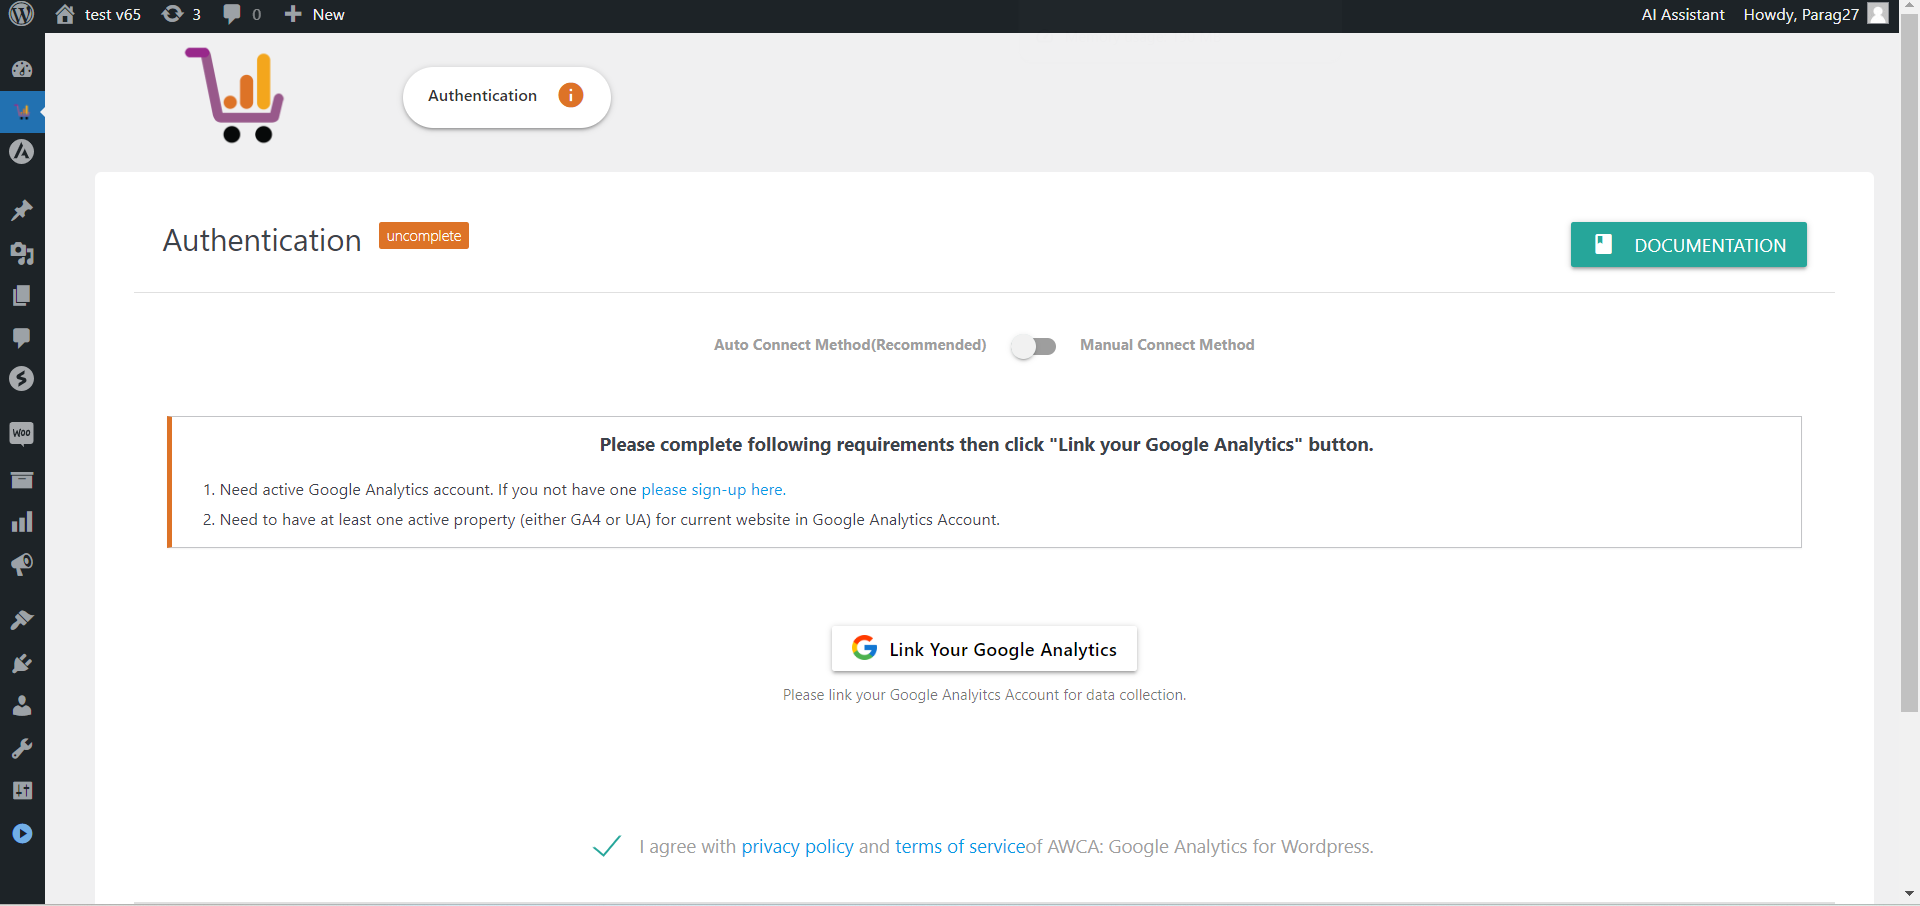 test v65 3 0 New AI Assistant Howdy, Parag27
Authentication i
Authentication uncomplete DOCUMENTATION
Auto Connect Method(Recommended) Manual Connect Method
Please complete following requirements then click "Link your Google Analytics" button.
1. Need active Google Analytics account. If you not have one please sign-up here.
2. Need to have at least one active property (either GA4 or UA) for current website in Google Analytics Account.
Woo
Link Your Google Analytics
Please link your Google Analyitcs Account for data collection.
I agree with privacy policy and terms of serviceof AWCA: Google Analytics for Wordpress.